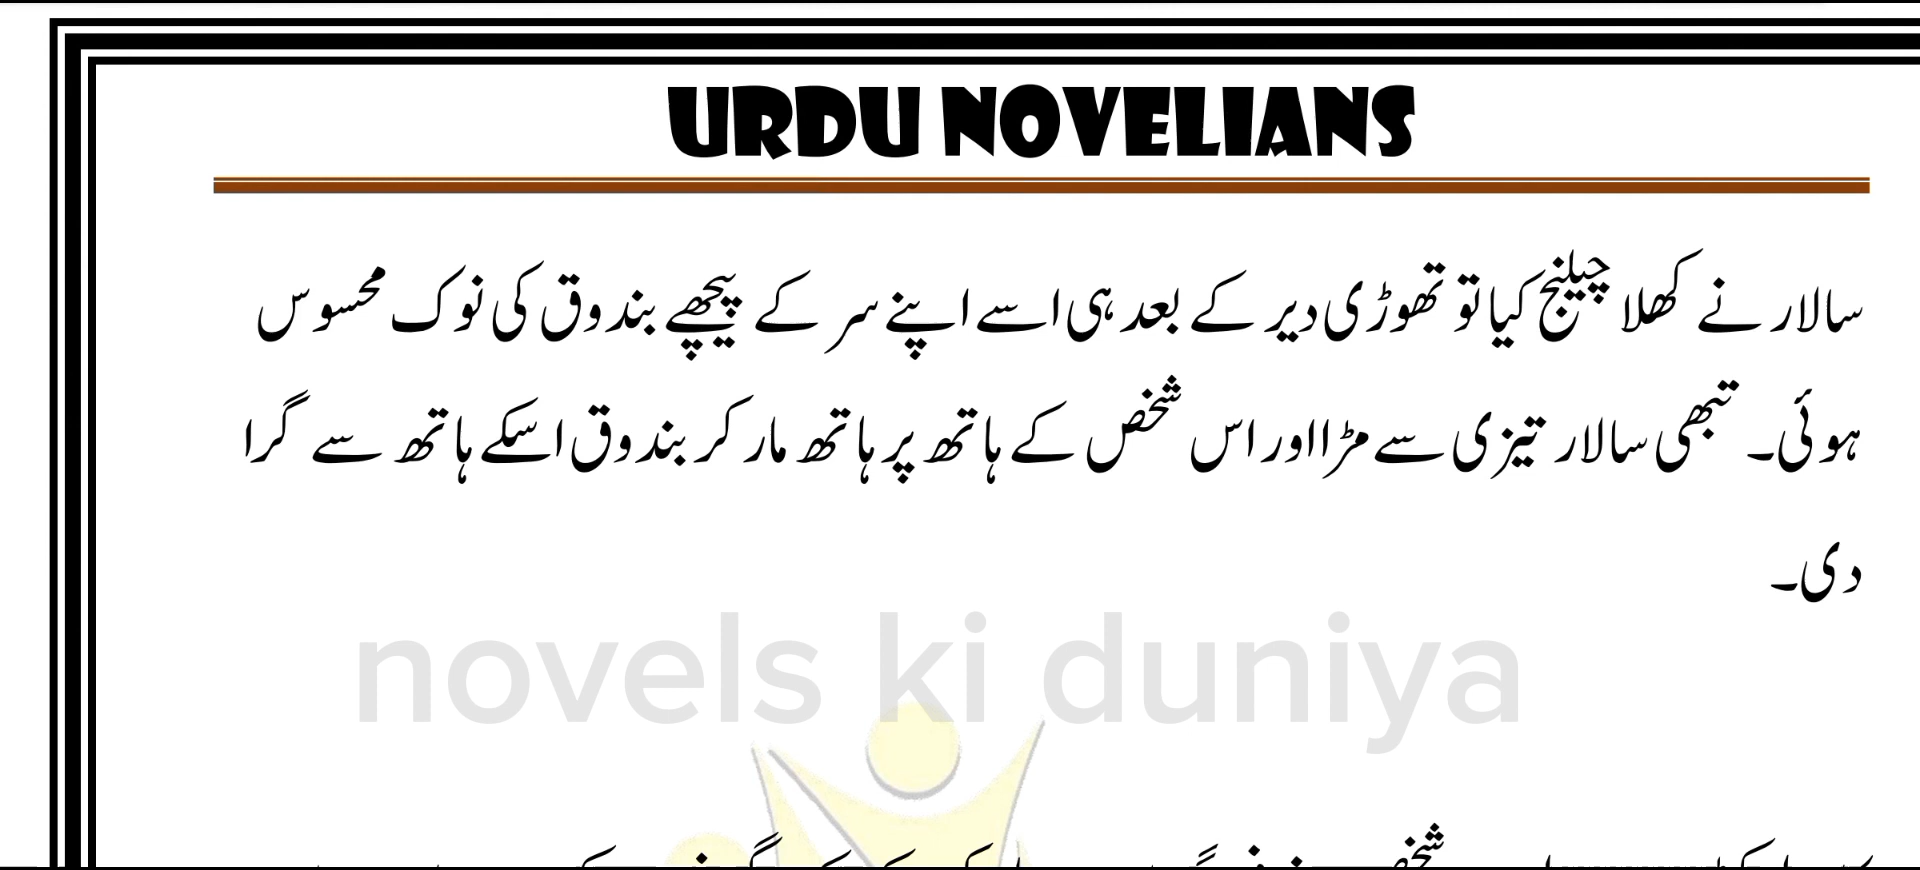 URDU NOVELIANS
سالار نے کھلا چیلنج کیا تو تھوڑی دیر کے بعد ہی اسے اپنے سر کے پیچھے بندوق کی نوک محسوس
ہوئی۔ تبھی سالار تیزی سے مڑا اور اس شخص کے ہاتھ پر ہاتھ مار کر بندوق اسکے ہاتھ سے گرا
دی۔
novels ki duniya
شخص